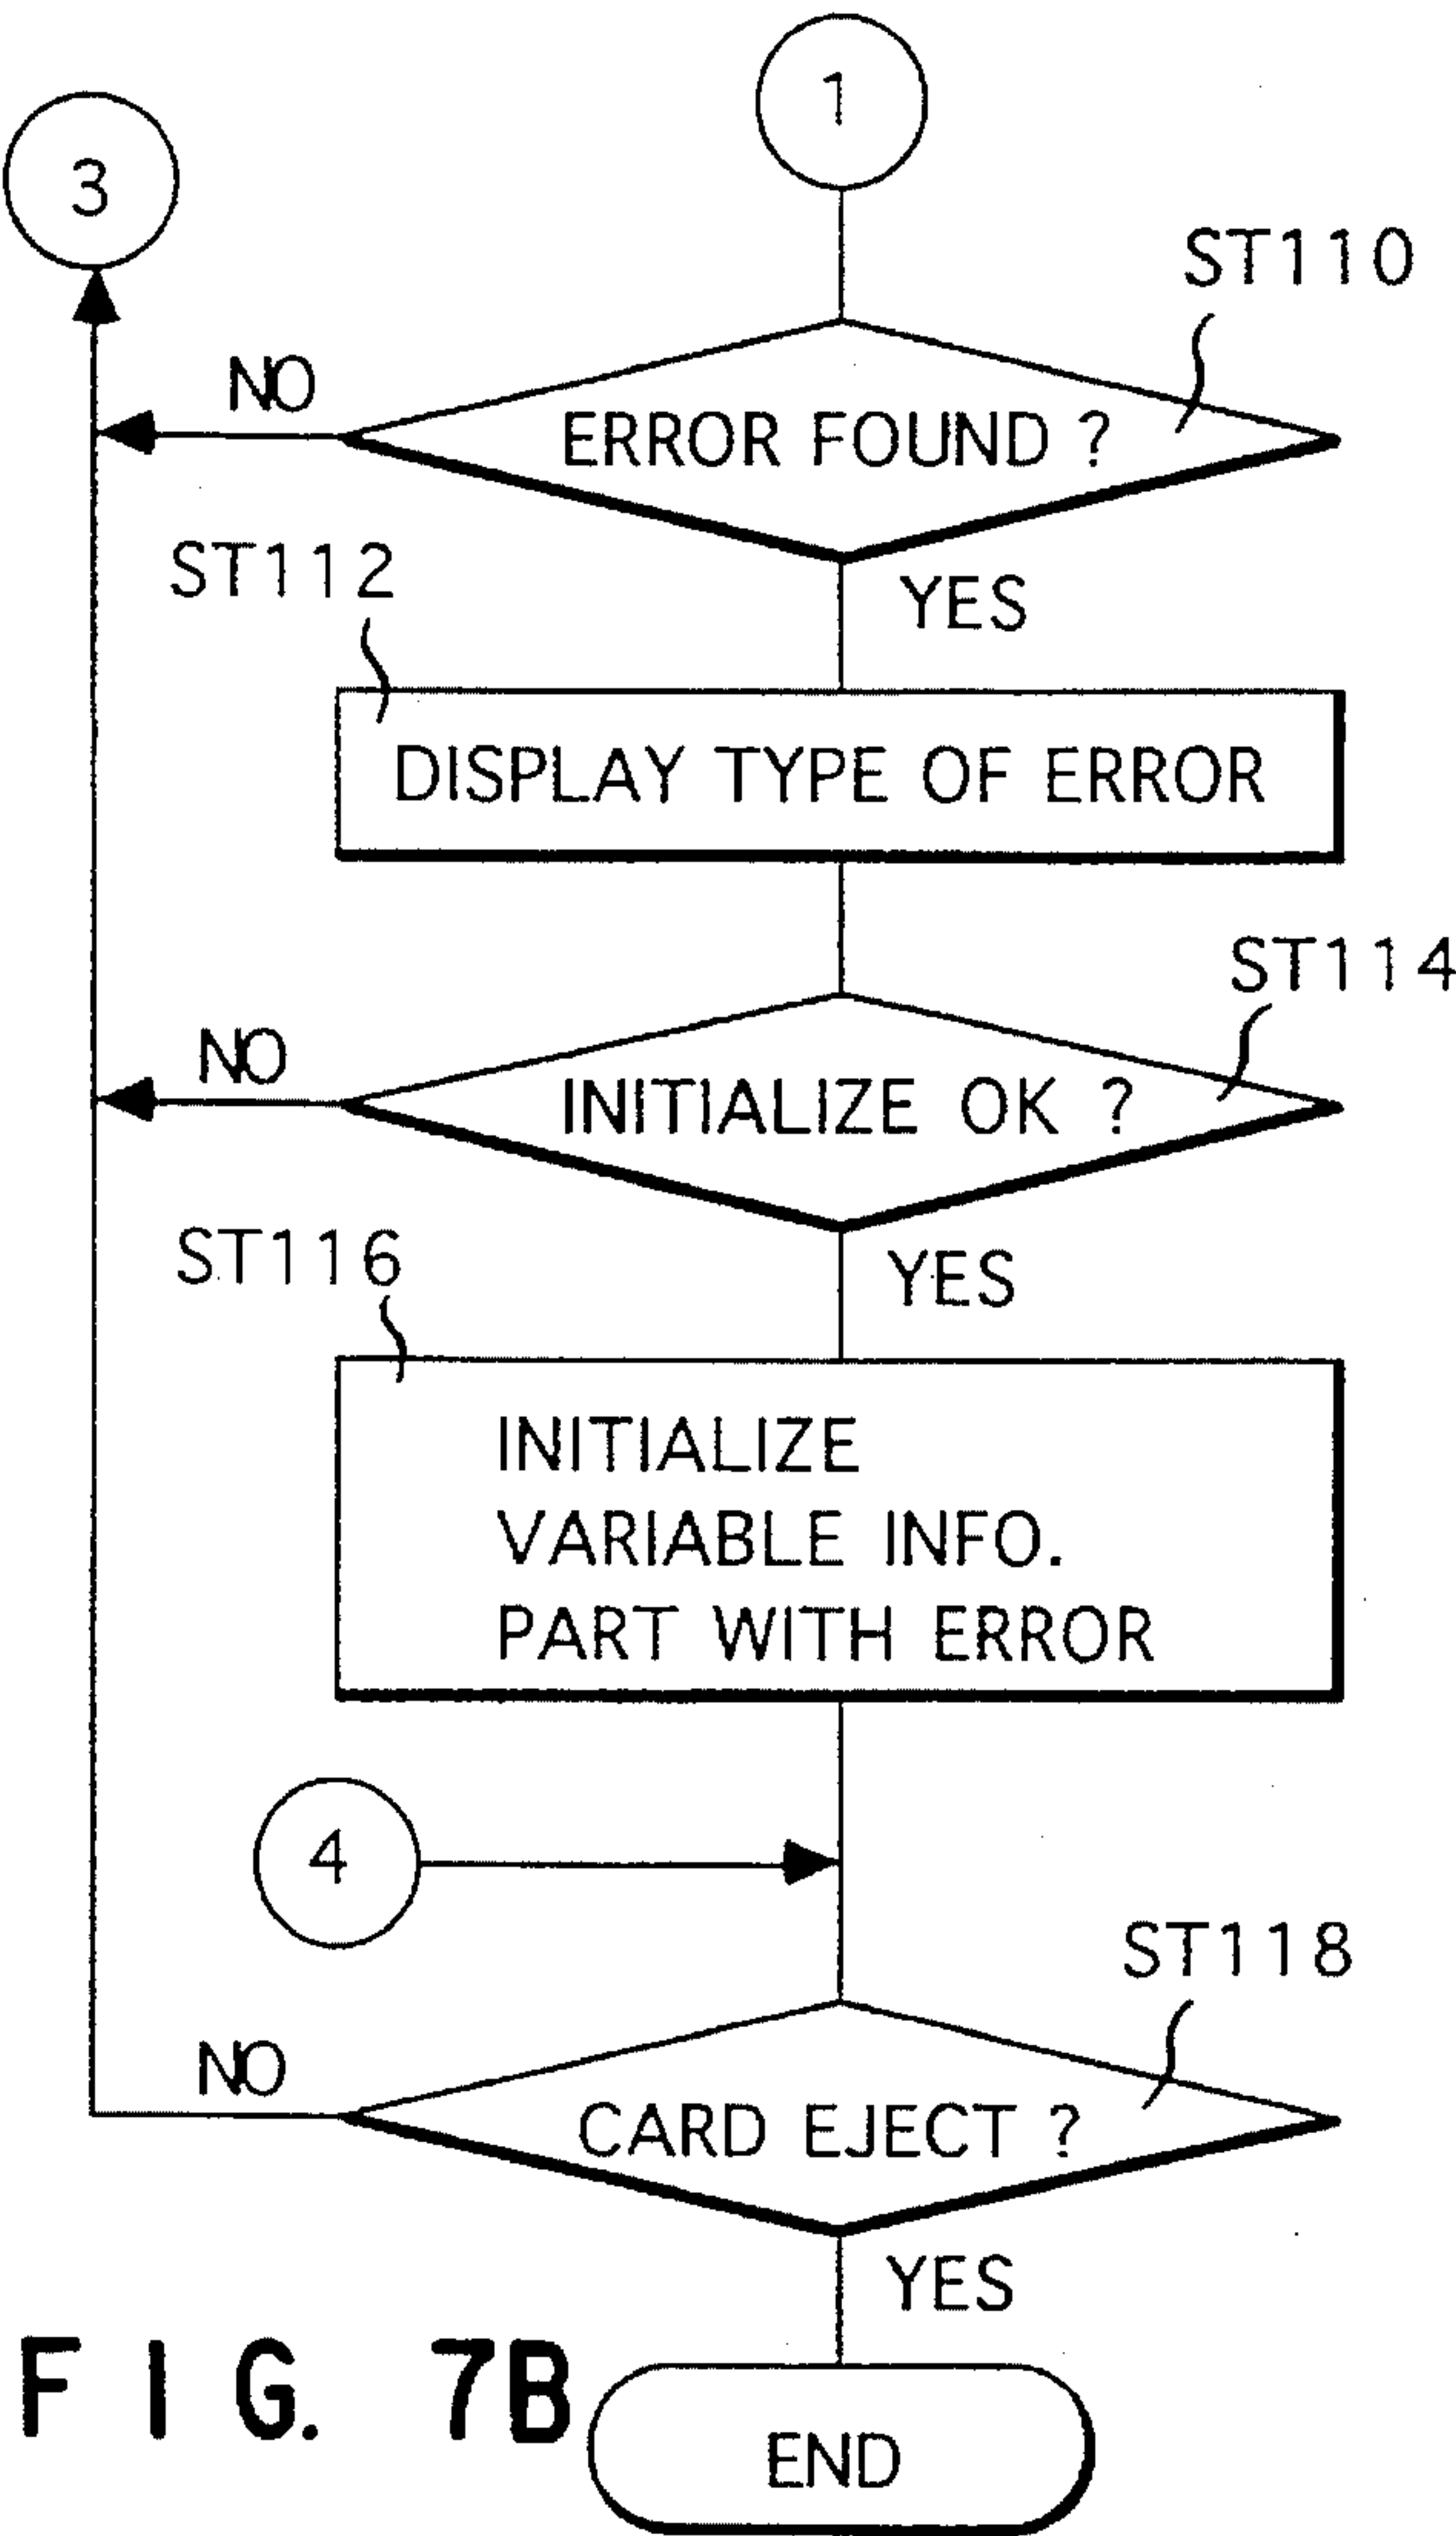 1
3
ST110
NO
ERROR FOUND ?
ST112
YES
DISPLAY TYPE OF ERROR
ST114
NO
INITIALIZE OK ?
ST116
YES
INITIALIZE
VARIABLE INFO.
PART WITH ERROR
4
ST118
NO
CARD EJECT ?
YES
FIG. 7B
END